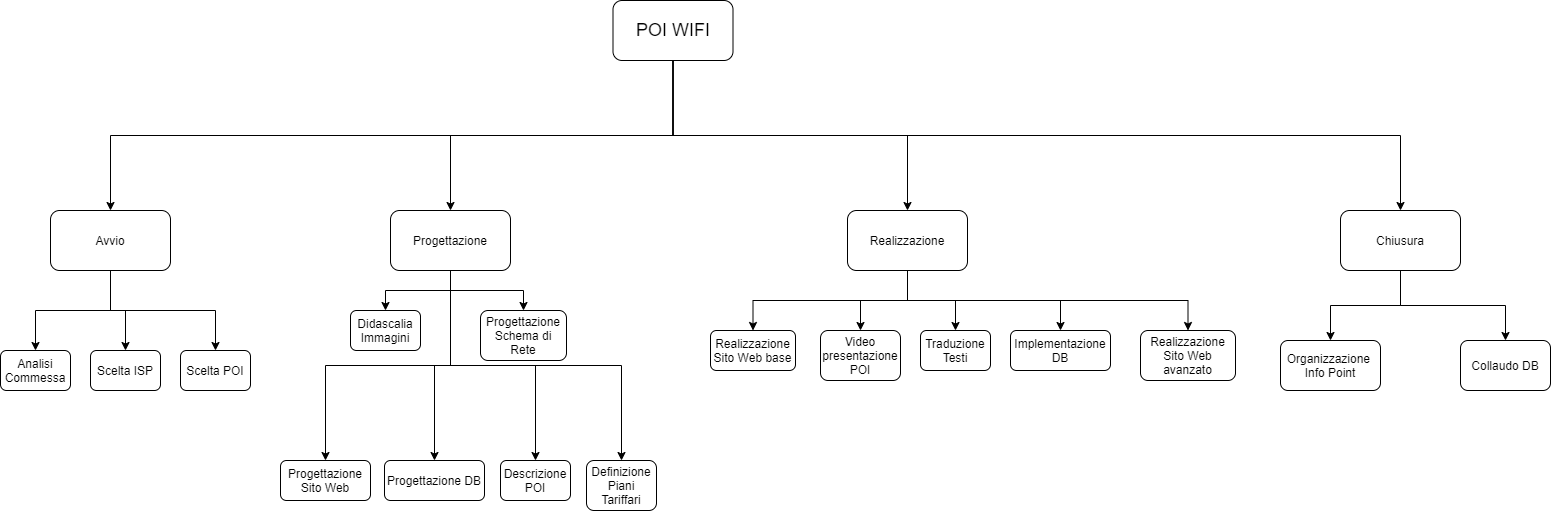 POI WIFI
Avvio
Progettazione
Realizzazione
Chiusura
Analisi
Commessa
Scelta ISP
Scelta POI
Didascalia
Immagini
Progettazione
Schema di
Rete
Progettazione
Sito Web
Progettazione DB
Descrizione
POI
Definizione
Piani
Tariffari
Realizzazione
Sito Web base
Video
presentazione
POI
Traduzione
Testi
Implementazione
DB
Realizzazione
Sito Web
avanzato
Organizzazione
Info Point
Collaudo DB